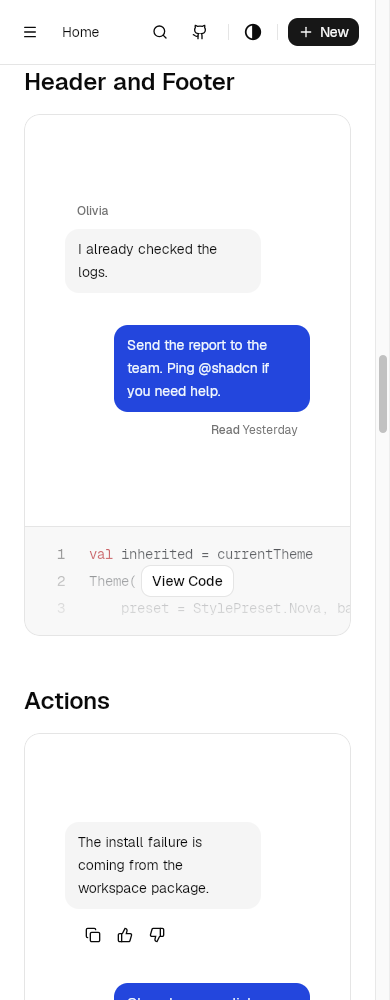 Home
New
Header and Footer
Olivia
I already checked the
logs.
Send the report to the
team. Ping @shadcn if
you need help.
Read Yesterday
1 val inherited = currentTheme
2 Theme(
View Code
3 preset = StylePreset.Nova, ba
Actions
The install failure is
coming from the
workspace package.